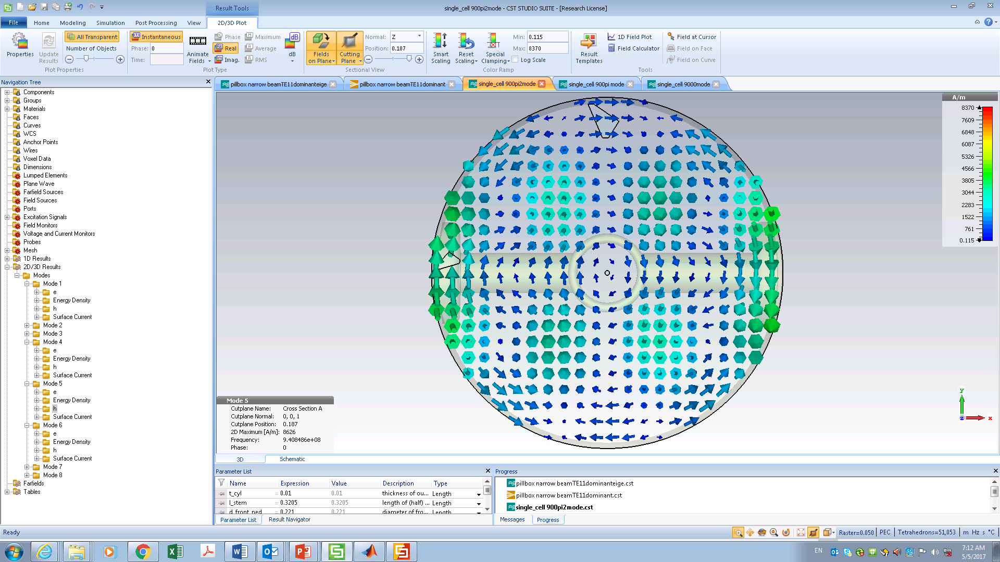 single_cell 900pi2mode - CST STUDIO SUITE - [Research License]
Result Tools
File
Home
Modeling
Simulation
Post Processing
View
2D/3D Plot
Properties
Update Results
All Transparent
Number of Objects
Plot Properties
Instantaneous
Phase: 0
Time:
Animate Fields
Phase
Real
Imag.
Maximum
Average
RMS
dB
dB
Plot Type
Fields on Plane
Cutting Plane
Normal: Z
Position: 0.187
Sectional View
Smart Scaling
Reset Scaling
Special Clamping
Min: 0.115
Max: 8370
Log Scale
Color Ramp
Result Templates
1D Field Plot
Field Calculator
Field at Cursor
Field on Face
Field on Curve
Tools
Navigation Tree
Components
Groups
Materials
Faces
Curves
WCS
Anchor Points
Wires
Voxel Data
Dimensions
Lumped Elements
Plane Wave
Farfield Sources
Field Sources
Ports
Excitation Signals
Field Monitors
Voltage and Current Monitors
Probes
Mesh
1D Results
2D/3D Results
Modes
Mode 1
e
Energy Density
h
Surface Current
Mode 2
Mode 3
Mode 4
e
Energy Density
h
Surface Current
Mode 5
e
Energy Density
h
Surface Current
Mode 6
e
Energy Density
h
Surface Current
Mode 7
Mode 8
Farfields
Tables
pillbox narrow beamTE11dominanteige
pillbox narrow beamTE11dominant
single_cell 900pi2mode
single_cell 900pi mode
single_cell 9000mode
A/m
8370
7609
6848
6087
5326
4566
3805
3044
2283
1522
761
0.115
Mode 5
Cutplane Name: Cross Section A
Cutplane Normal: 0, 0, 1
Cutplane Position: 0.187
2D Maximum [A/m]: 8626
Frequency: 9.408486e+08
Phase: 0
y
z
x
3D
Schematic
Parameter List
Name Expression Value Description Type
t_cyl = 0.01 0.01 thickness of ou... Length
l_stem = 0.3205 0.3205 length of (half) ... Length
d_front_ned = 0.221 0.221 diameter of fro... Length
Parameter List
Result Navigator
Progress
pillbox narrow beamTE11dominanteige.cst
pillbox narrow beamTE11dominant.cst
single_cell 900pi2mode.cst
Messages
Progress
Ready
Raster=0.050
PEC
Tetrahedrons=51,053
m Hz s °C
EN
7:12 AM
5/5/2017